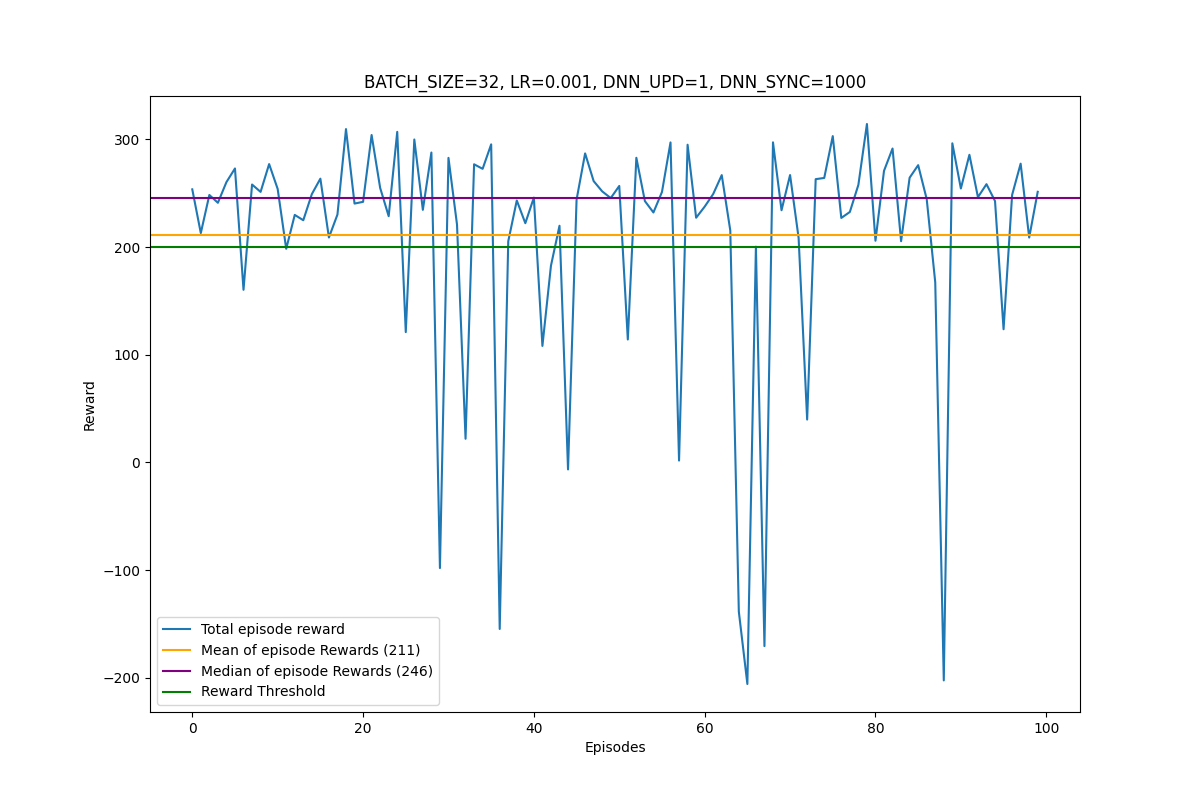 BATCH_SIZE=32, LR=0.001, DNN_UPD=1, DNN_SYNC=1000
300
200
100
0
−100
−200
Reward
Total episode reward
Mean of episode Rewards (211)
Median of episode Rewards (246)
Reward Threshold
0 20 40 60 80 100
Episodes